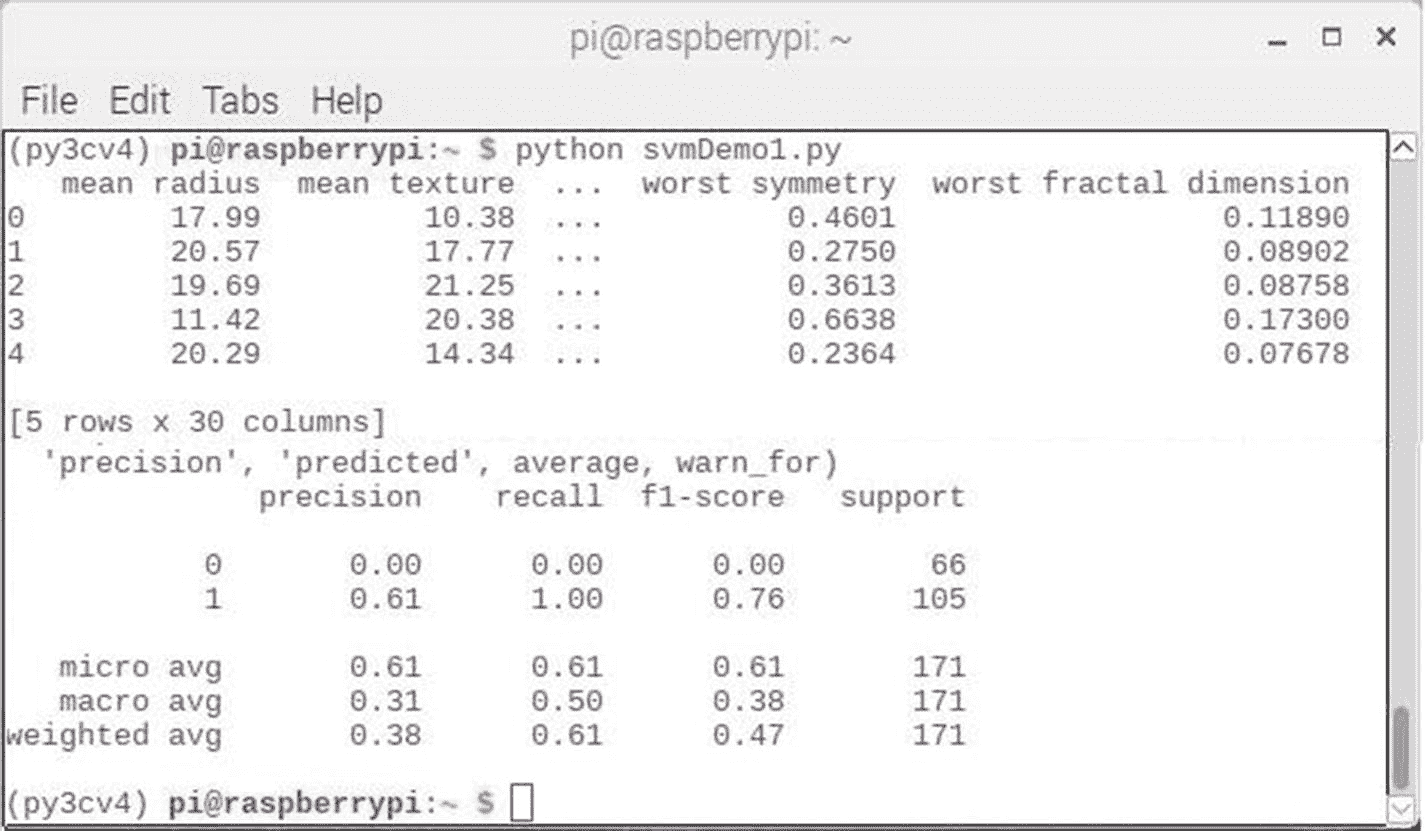 pi@raspberrypi: ~
File Edit Tabs Help
(py3cv4) pi@raspberrypi:~ $ python svmDemo1.py
mean radius mean texture ... worst symmetry worst fractal dimension
0 17.99 10.38 ... 0.4601 0.11890
1 20.57 17.77 ... 0.2750 0.08902
2 19.69 21.25 ... 0.3613 0.08758
3 11.42 20.38 ... 0.6638 0.17300
4 20.29 14.34 ... 0.2364 0.07678
[5 rows x 30 columns]
'precision', 'predicted', average, warn_for)
precision recall f1-score support
0 0.00 0.00 0.00 66
1 0.61 1.00 0.76 105
micro avg 0.61 0.61 0.61 171
macro avg 0.31 0.50 0.38 171
weighted avg 0.38 0.61 0.47 171
(py3cv4) pi@raspberrypi:~ $